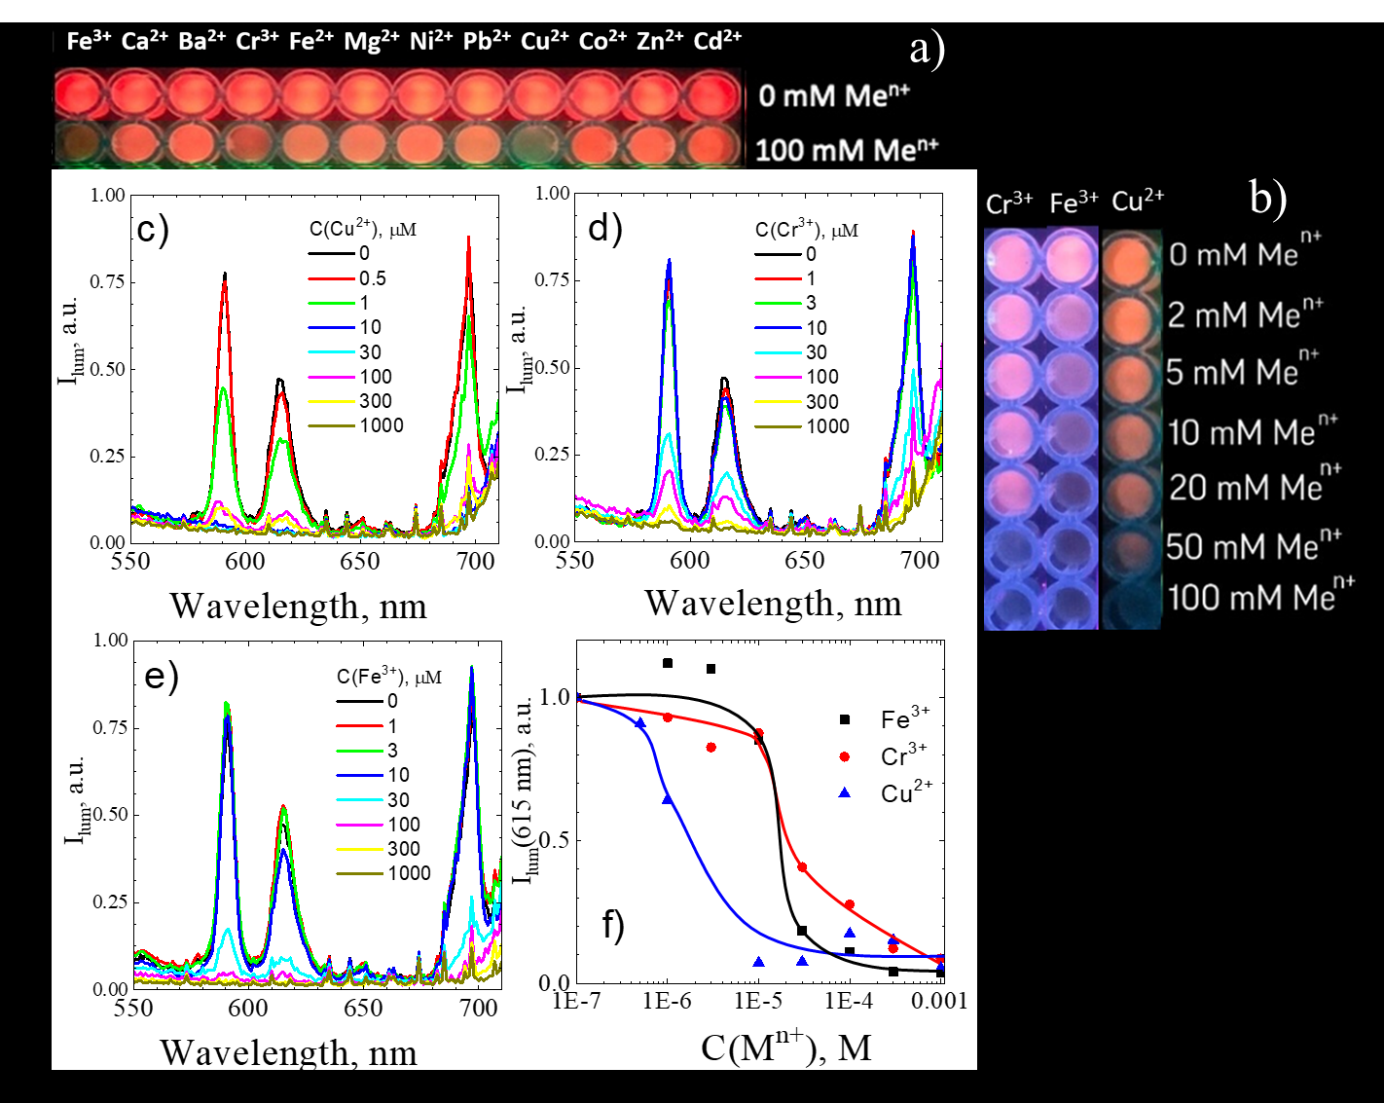 Fe³⁺ Ca²⁺ Ba²⁺ Cr³⁺ Fe²⁺ Mg²⁺ Ni²⁺ Pb²⁺ Cu²⁺ Co²⁺ Zn²⁺ Cd²⁺
a)
0 mM Meⁿ⁺
100 mM Meⁿ⁺
b)
Cr³⁺ Fe³⁺ Cu²⁺
0 mM Meⁿ⁺
2 mM Meⁿ⁺
5 mM Meⁿ⁺
10 mM Meⁿ⁺
20 mM Meⁿ⁺
50 mM Meⁿ⁺
100 mM Meⁿ⁺
c)
C(Cu²⁺), μM
0
0.5
1
10
30
100
300
1000
1.00
0.75
0.50
0.25
0.00
Ilum, a.u.
550 600 650 700
Wavelength, nm
d)
C(Cr³⁺), μM
0
1
3
10
30
100
300
1000
1.00
0.75
0.50
0.25
0.00
Ilum, a.u.
550 600 650 700
Wavelength, nm
e)
C(Fe³⁺), μM
0
1
3
10
30
100
300
1000
1.00
0.75
0.50
0.25
0.00
Ilum, a.u.
550 600 650 700
Wavelength, nm
f)
Fe³⁺
Cr³⁺
Cu²⁺
1.0
0.5
0.0
Ilum(615 nm), a.u.
1E-7 1E-6 1E-5 1E-4 0.001
C(Mⁿ⁺), M